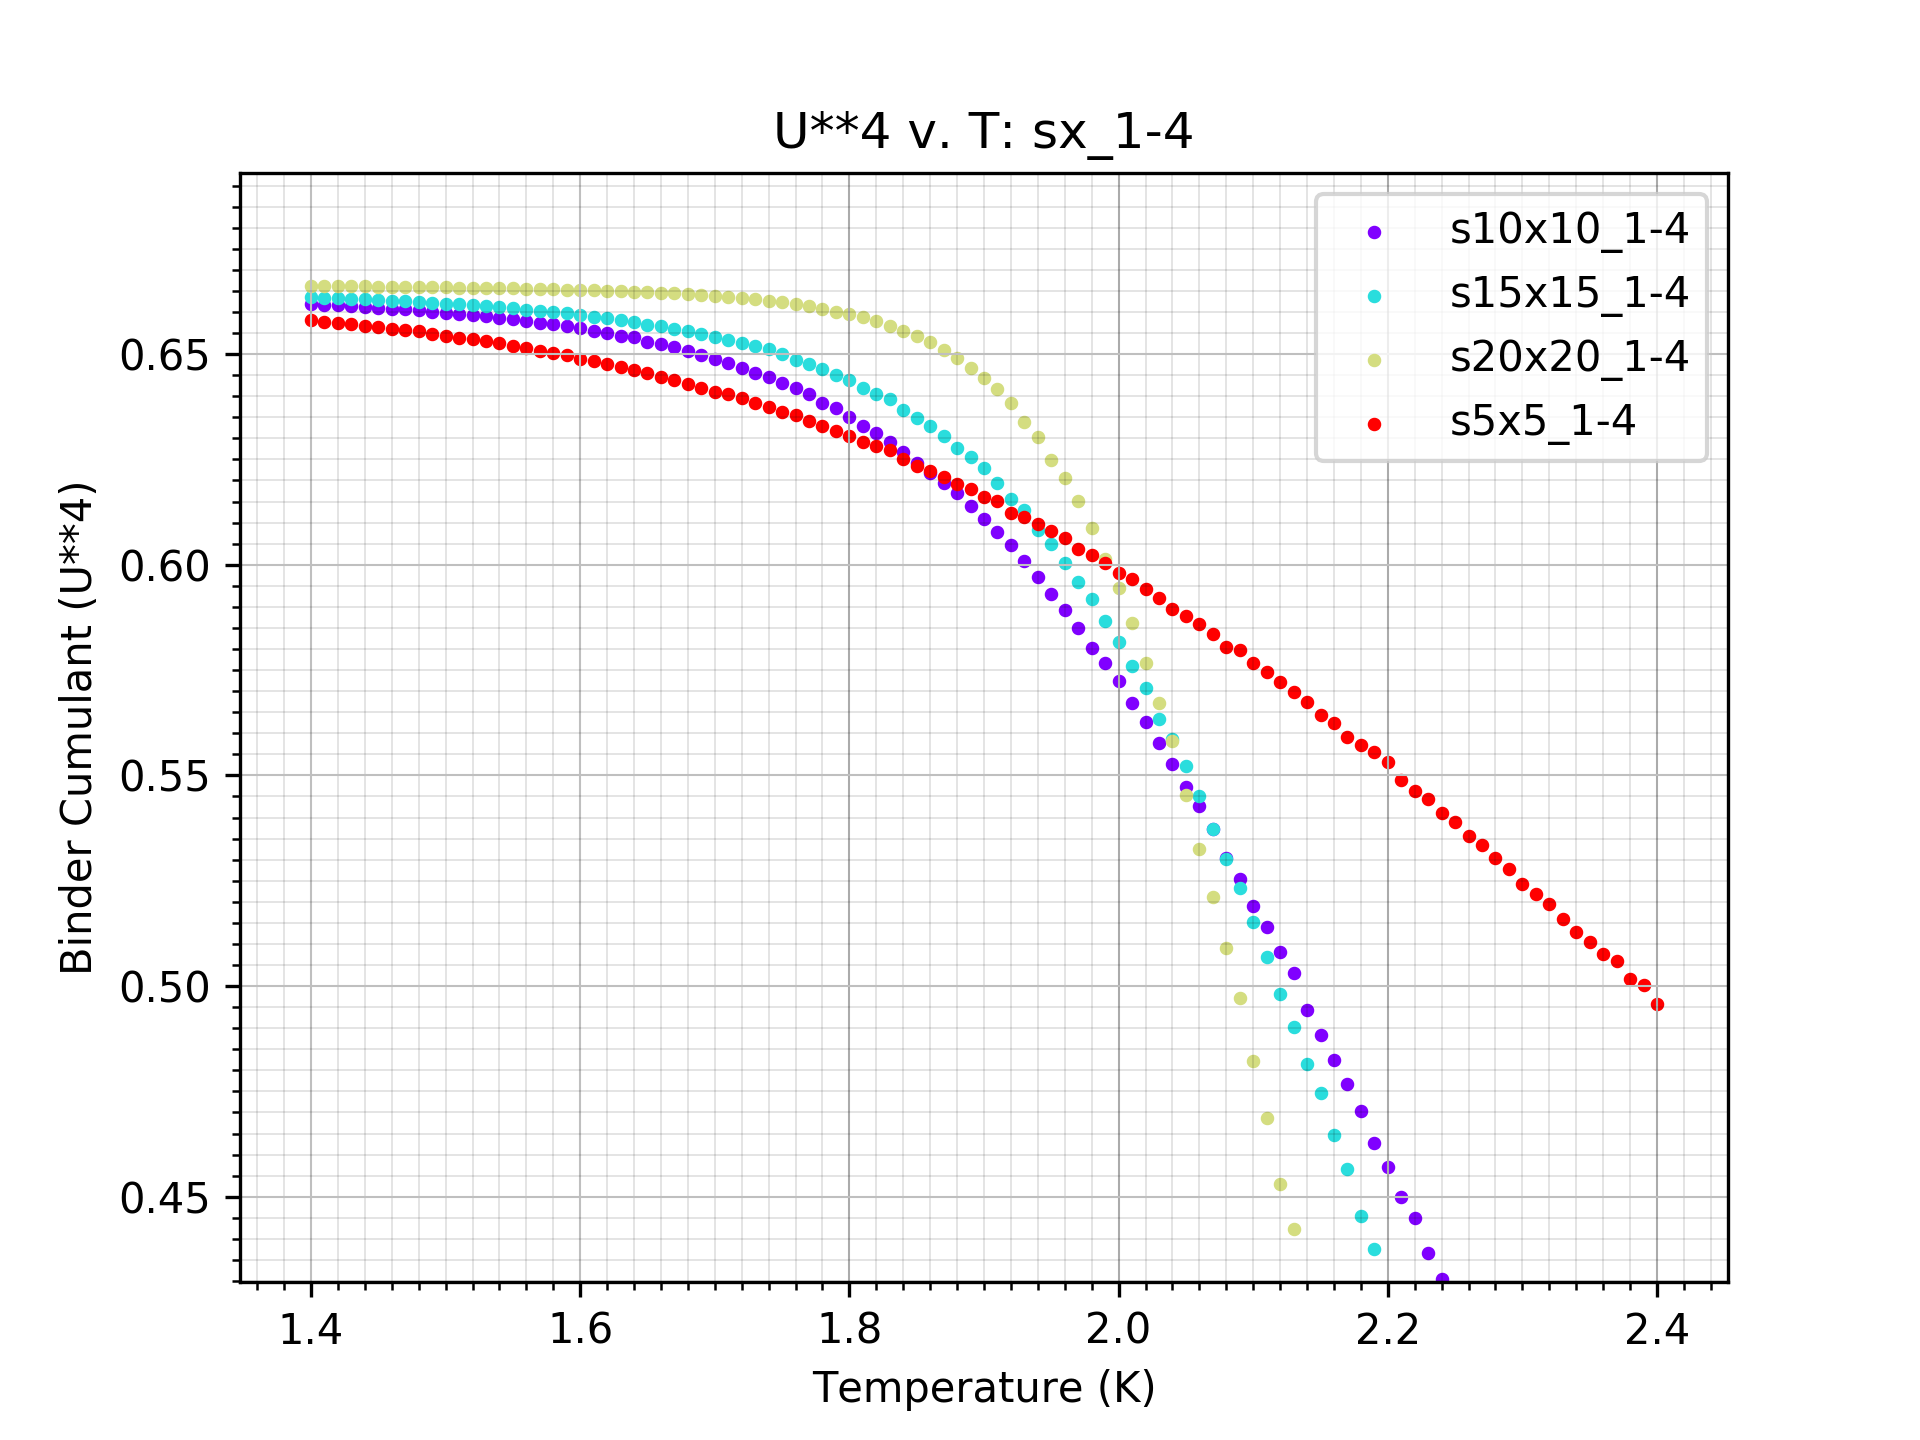 U**4 v. T: sx_1-4
s10x10_1-4
s15x15_1-4
s20x20_1-4
s5x5_1-4
Binder Cumulant (U**4)
0.65
0.60
0.55
0.50
0.45
1.4 1.6 1.8 2.0 2.2 2.4
Temperature (K)